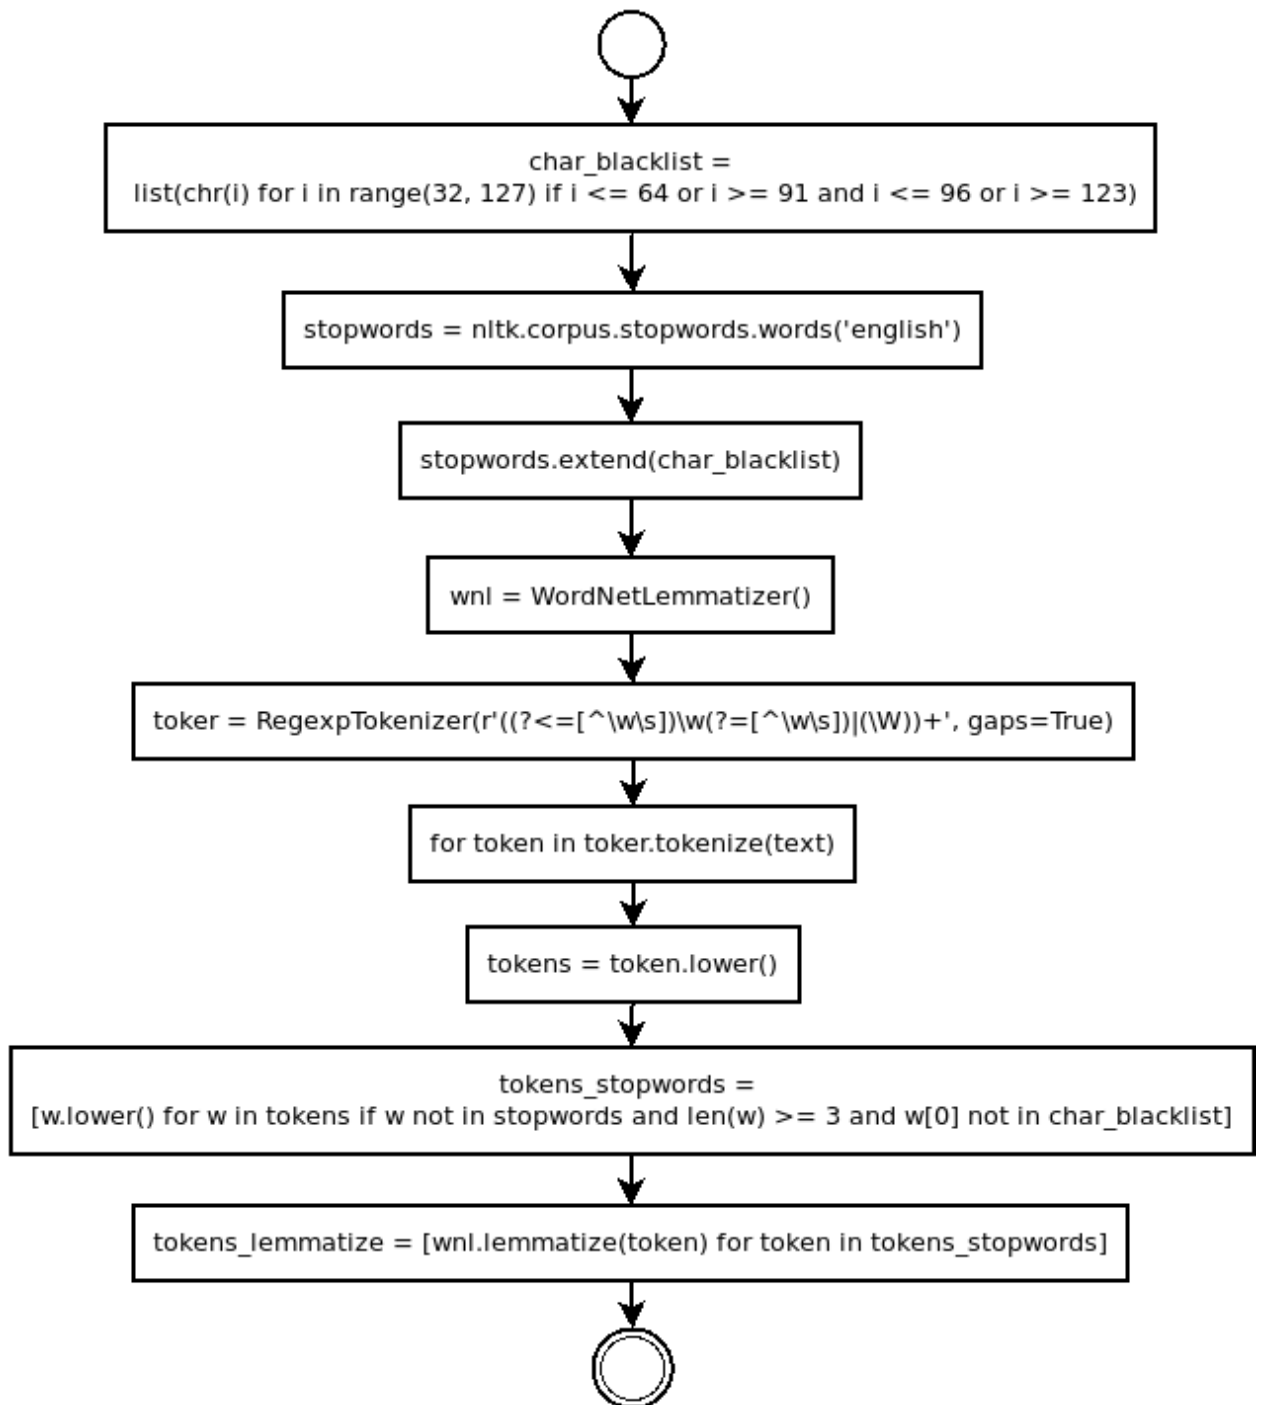 char_blacklist =
list(chr(i) for i in range(32, 127) if i <= 64 or i >= 91 and i <= 96 or i >= 123)
stopwords = nltk.corpus.stopwords.words('english')
stopwords.extend(char_blacklist)
wnl = WordNetLemmatizer()
toker = RegexpTokenizer(r'((?<=[^\w\s])\w(?=[^\w\s])|(\W))+', gaps=True)
for token in toker.tokenize(text)
tokens = token.lower()
tokens_stopwords =
[w.lower() for w in tokens if w not in stopwords and len(w) >= 3 and w[0] not in char_blacklist]
tokens_lemmatize = [wnl.lemmatize(token) for token in tokens_stopwords]